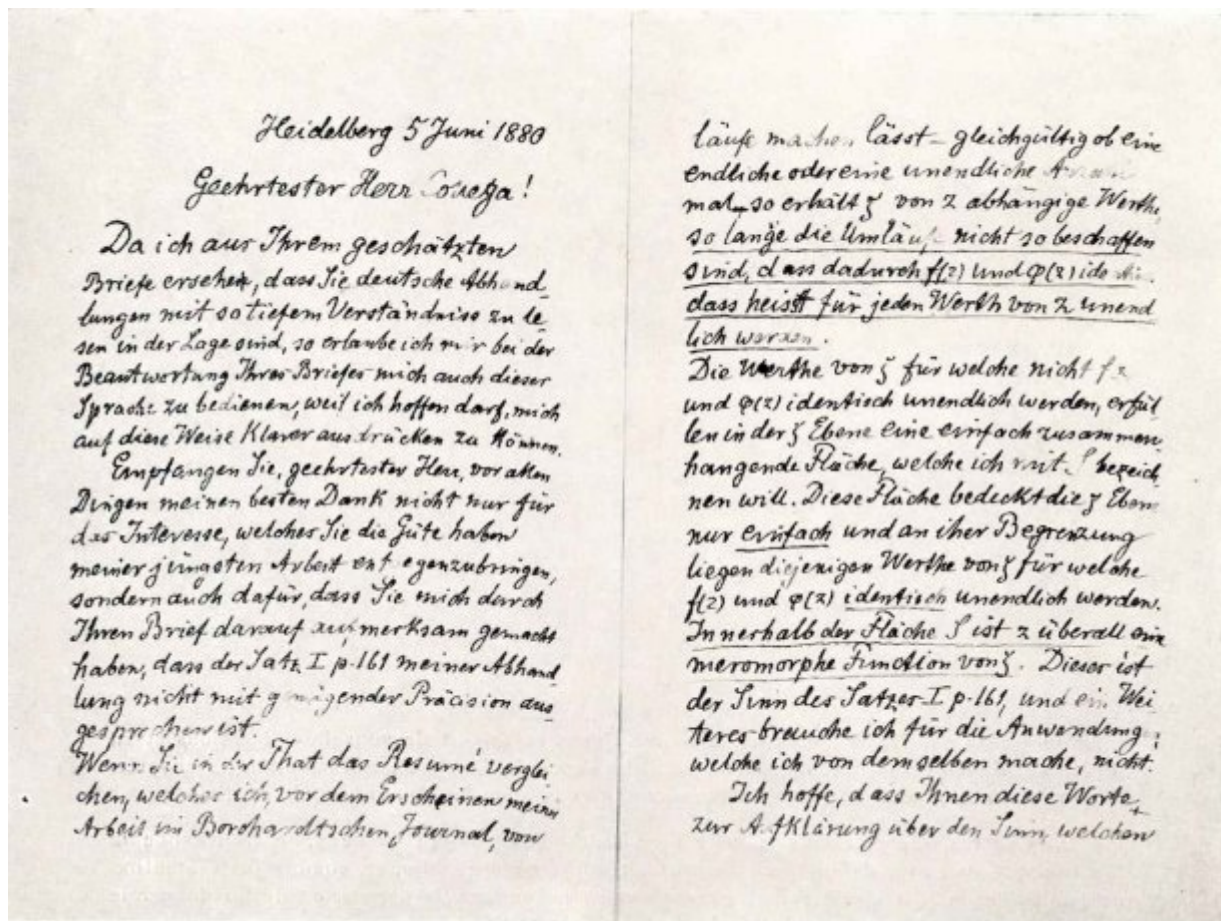 Heidelberg 5 Juni 1880
Geehrtester Herr !
Da ich aus Ihrem geschätzten
Briefe ersehen, dass Sie deutsche Abhand_
lungen mit so tiefem Verständniss zu le_
sen in der Lage sind, so erlaube ich mir bei der
Beantwortung Ihres Briefes mich auch dieser
Sprache zu bedienen, weil ich hoffen darf, mich
auf diese Weise klarer ausdrücken zu können.
Empfangen Sie, geehrtester Herr, vor allen
Dingen meinen besten Dank nicht nur für
das Interesse, welches Sie die Güte haben
meiner jüngsten Arbeit entgegenzubringen,
sondern auch dafür, dass Sie mich durch
Ihren Brief darauf aufmerksam gemacht
haben, dass der Satz I p. 161 meiner Abhand_
lung nicht mit genügender Präcision aus
gesprochen ist.
Wenn Sie in der That das Resumé verglei
chen, welches ich, vor dem Erscheinen meiner
Arbeit im Borchardtschen Journal, von
läufe machen lässt – gleichgültig ob eine
endliche oder eine unendliche Anzahl
mal – so erhält ζ von z abhängige Werthe,
so lange die Umläufe nicht so beschaffen
sind, dass dadurch f(z) und φ(z)
dass heisst für jeden Werth von z unend
lich werden.
Die Werthe von ζ für welche nicht f z
und φ(z) identisch unendlich werden, erfül
len in der ζ Ebene eine einfach zusammen
hangende Fläche, welche ich mit S bezeich
nen will. Diese Fläche bedeckt die ζ Ebene
nur einfach und an iher Begrenzung
liegen diejenigen Werthe von ζ für welche
f(z) und φ(z) identisch unendlich werden.
Innerhalb der Fläche S ist z überall eine
meromorphe Function von ζ. Dieses ist
der Sinn des Satzes I p. 161, und ein Wei
teres brauche ich für die Anwendung,
welche ich von demselben mache, nicht.
Ich hoffe, dass Ihnen diese Worte
zur Aufklärung über den Sinn, welchen